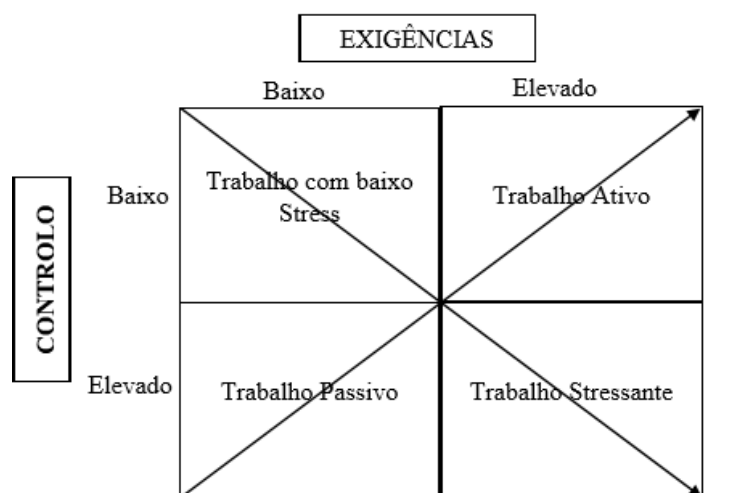 EXIGÊNCIAS
Baixo
Elevado
CONTROLO
Baixo
Trabalho com baixo
Stress
Trabalho Ativo
Elevado
Trabalho Passivo
Trabalho Stressante